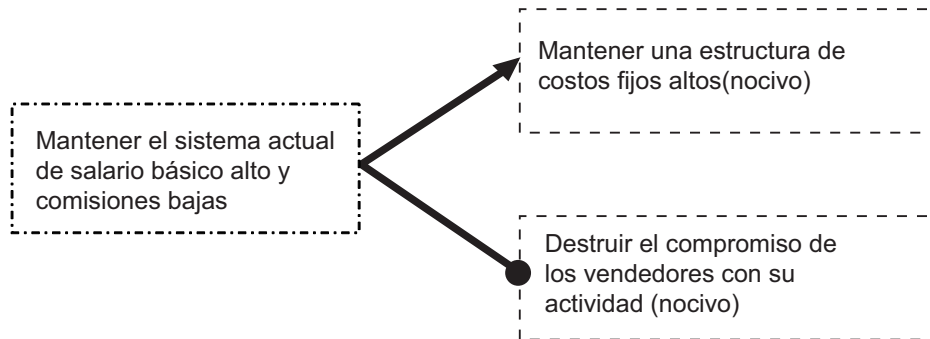 Mantener una estructura de
costos fijos altos(nocivo)
Mantener el sistema actual
de salario básico alto y
comisiones bajas
Destruir el compromiso de
los vendedores con su
actividad (nocivo)